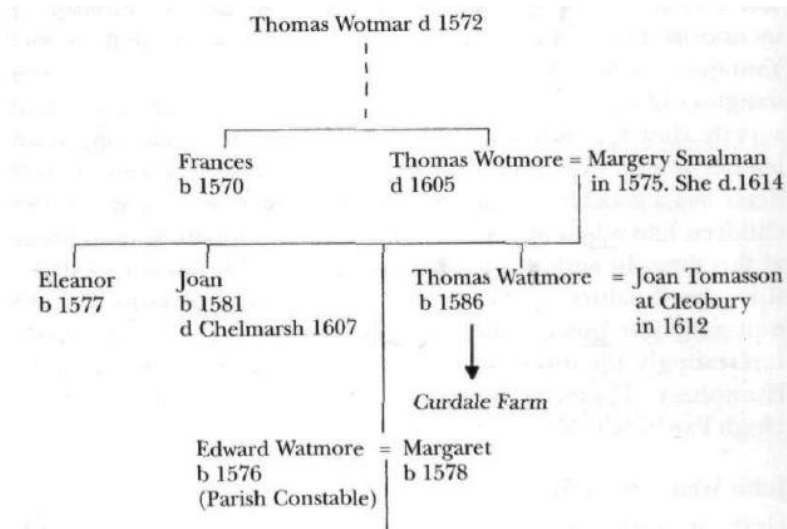 Thomas Wotmar d 1572
Frances
b 1570
Thomas Wotmore = Margery Smalman
d 1605
in 1575. She d.1614
Eleanor
b 1577
Joan
b 1581
d Chelmarsh 1607
Thomas Wattmore = Joan Tomasson
b 1586
at Cleobury
in 1612
Curdale Farm
Edward Watmore = Margaret
b 1576
b 1578
(Parish Constable)